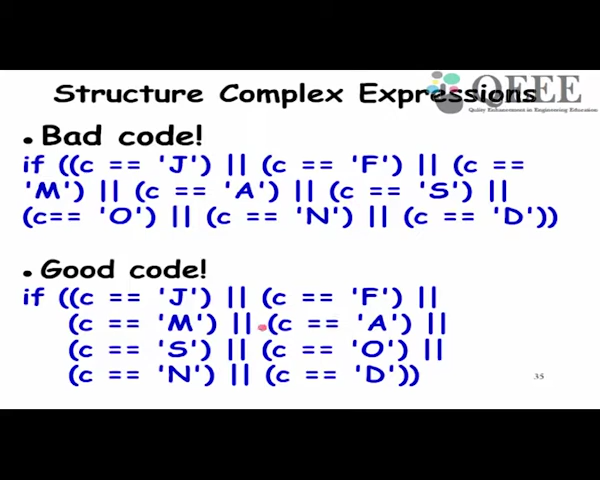 Structure Complex Expressions
QEEE
Quality Enhancement in Engineering Education
• Bad code!
if ((c == 'J') || (c == 'F') || (c ==
'M') || (c == 'A') || (c == 'S') ||
(c== 'O') || (c == 'N') || (c == 'D'))
• Good code!
if ((c == 'J') || (c == 'F') ||
(c == 'M') || (c == 'A') ||
(c == 'S') || (c == 'O') ||
(c == 'N') || (c == 'D'))
35